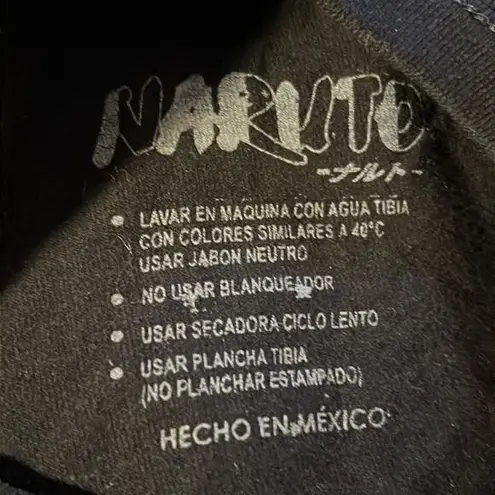 NARUTO
-ナルト-
• LAVAR EN MAQUINA CON AGUA TIBIA
CON COLORES SIMILARES A 40°C
USAR JABON NEUTRO
• NO USAR BLANQUEADOR
• USAR SECADORA CICLO LENTO
• USAR PLANCHA TIBIA
(NO PLANCHAR ESTAMPADO)
HECHO EN MÉXICO